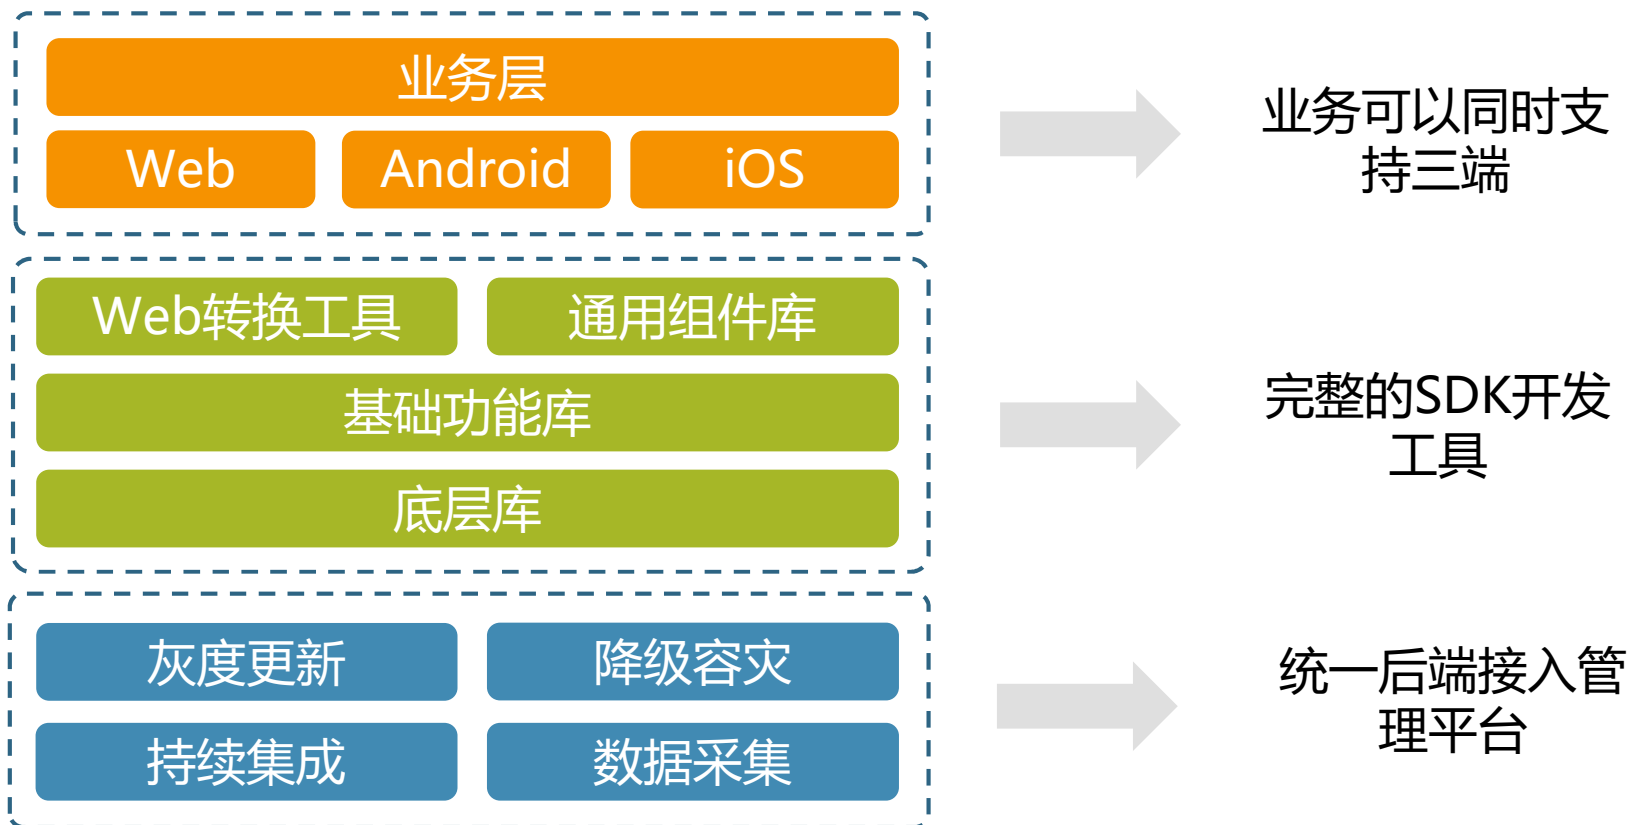 业务层
Web
Android
iOS
业务可以同时支
持三端
Web转换工具
通用组件库
基础功能库
底层库
完整的SDK开发
工具
灰度更新
降级容灾
持续集成
数据采集
统一后端接入管
理平台